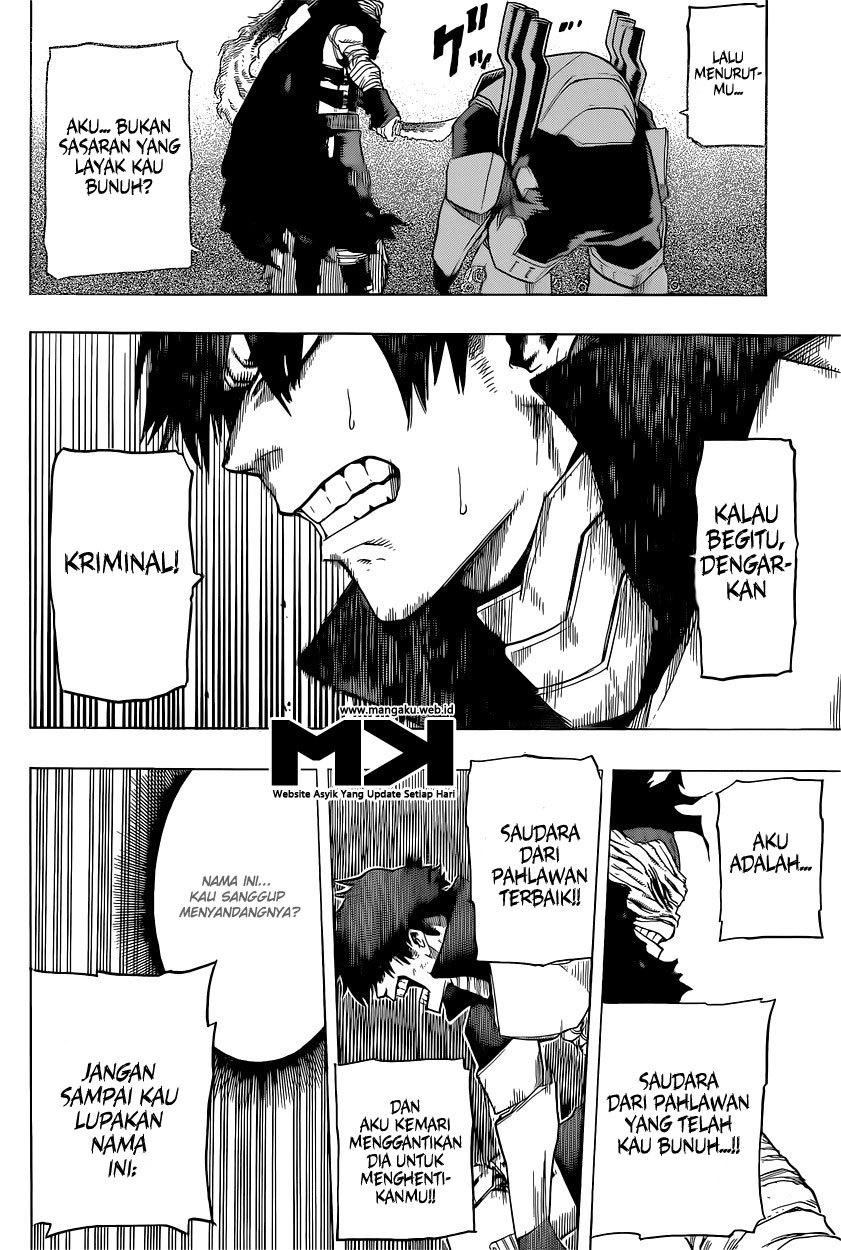 LALU
MENURUT-
MU...
グッ
AKU... BUKAN
SASARAN YANG
LAYAK KAU
BUNUH?
KALAU
BEGITU,
DENGAR-
KAN
KRIMINAL!
www.mangaku.web.id
MK
Website Asyik Yang Update Setiap Hari
AKU
ADALAH...
SAUDARA
DARI PAHLAWAN
YANG TELAH
KAU BUNUH...!!
SAUDARA
DARI
PAHLAWAN
TERBAIK!!
DAN
AKU KEMARI
MENGGANTIKAN
DIA UNTUK
MENGHENTI-
KANMU!!
NAMA INI...
KAU SANGGUP
MENYANDANGNYA?
JANGAN
SAMPAI KAU
LUPAKAN
NAMA
INI: